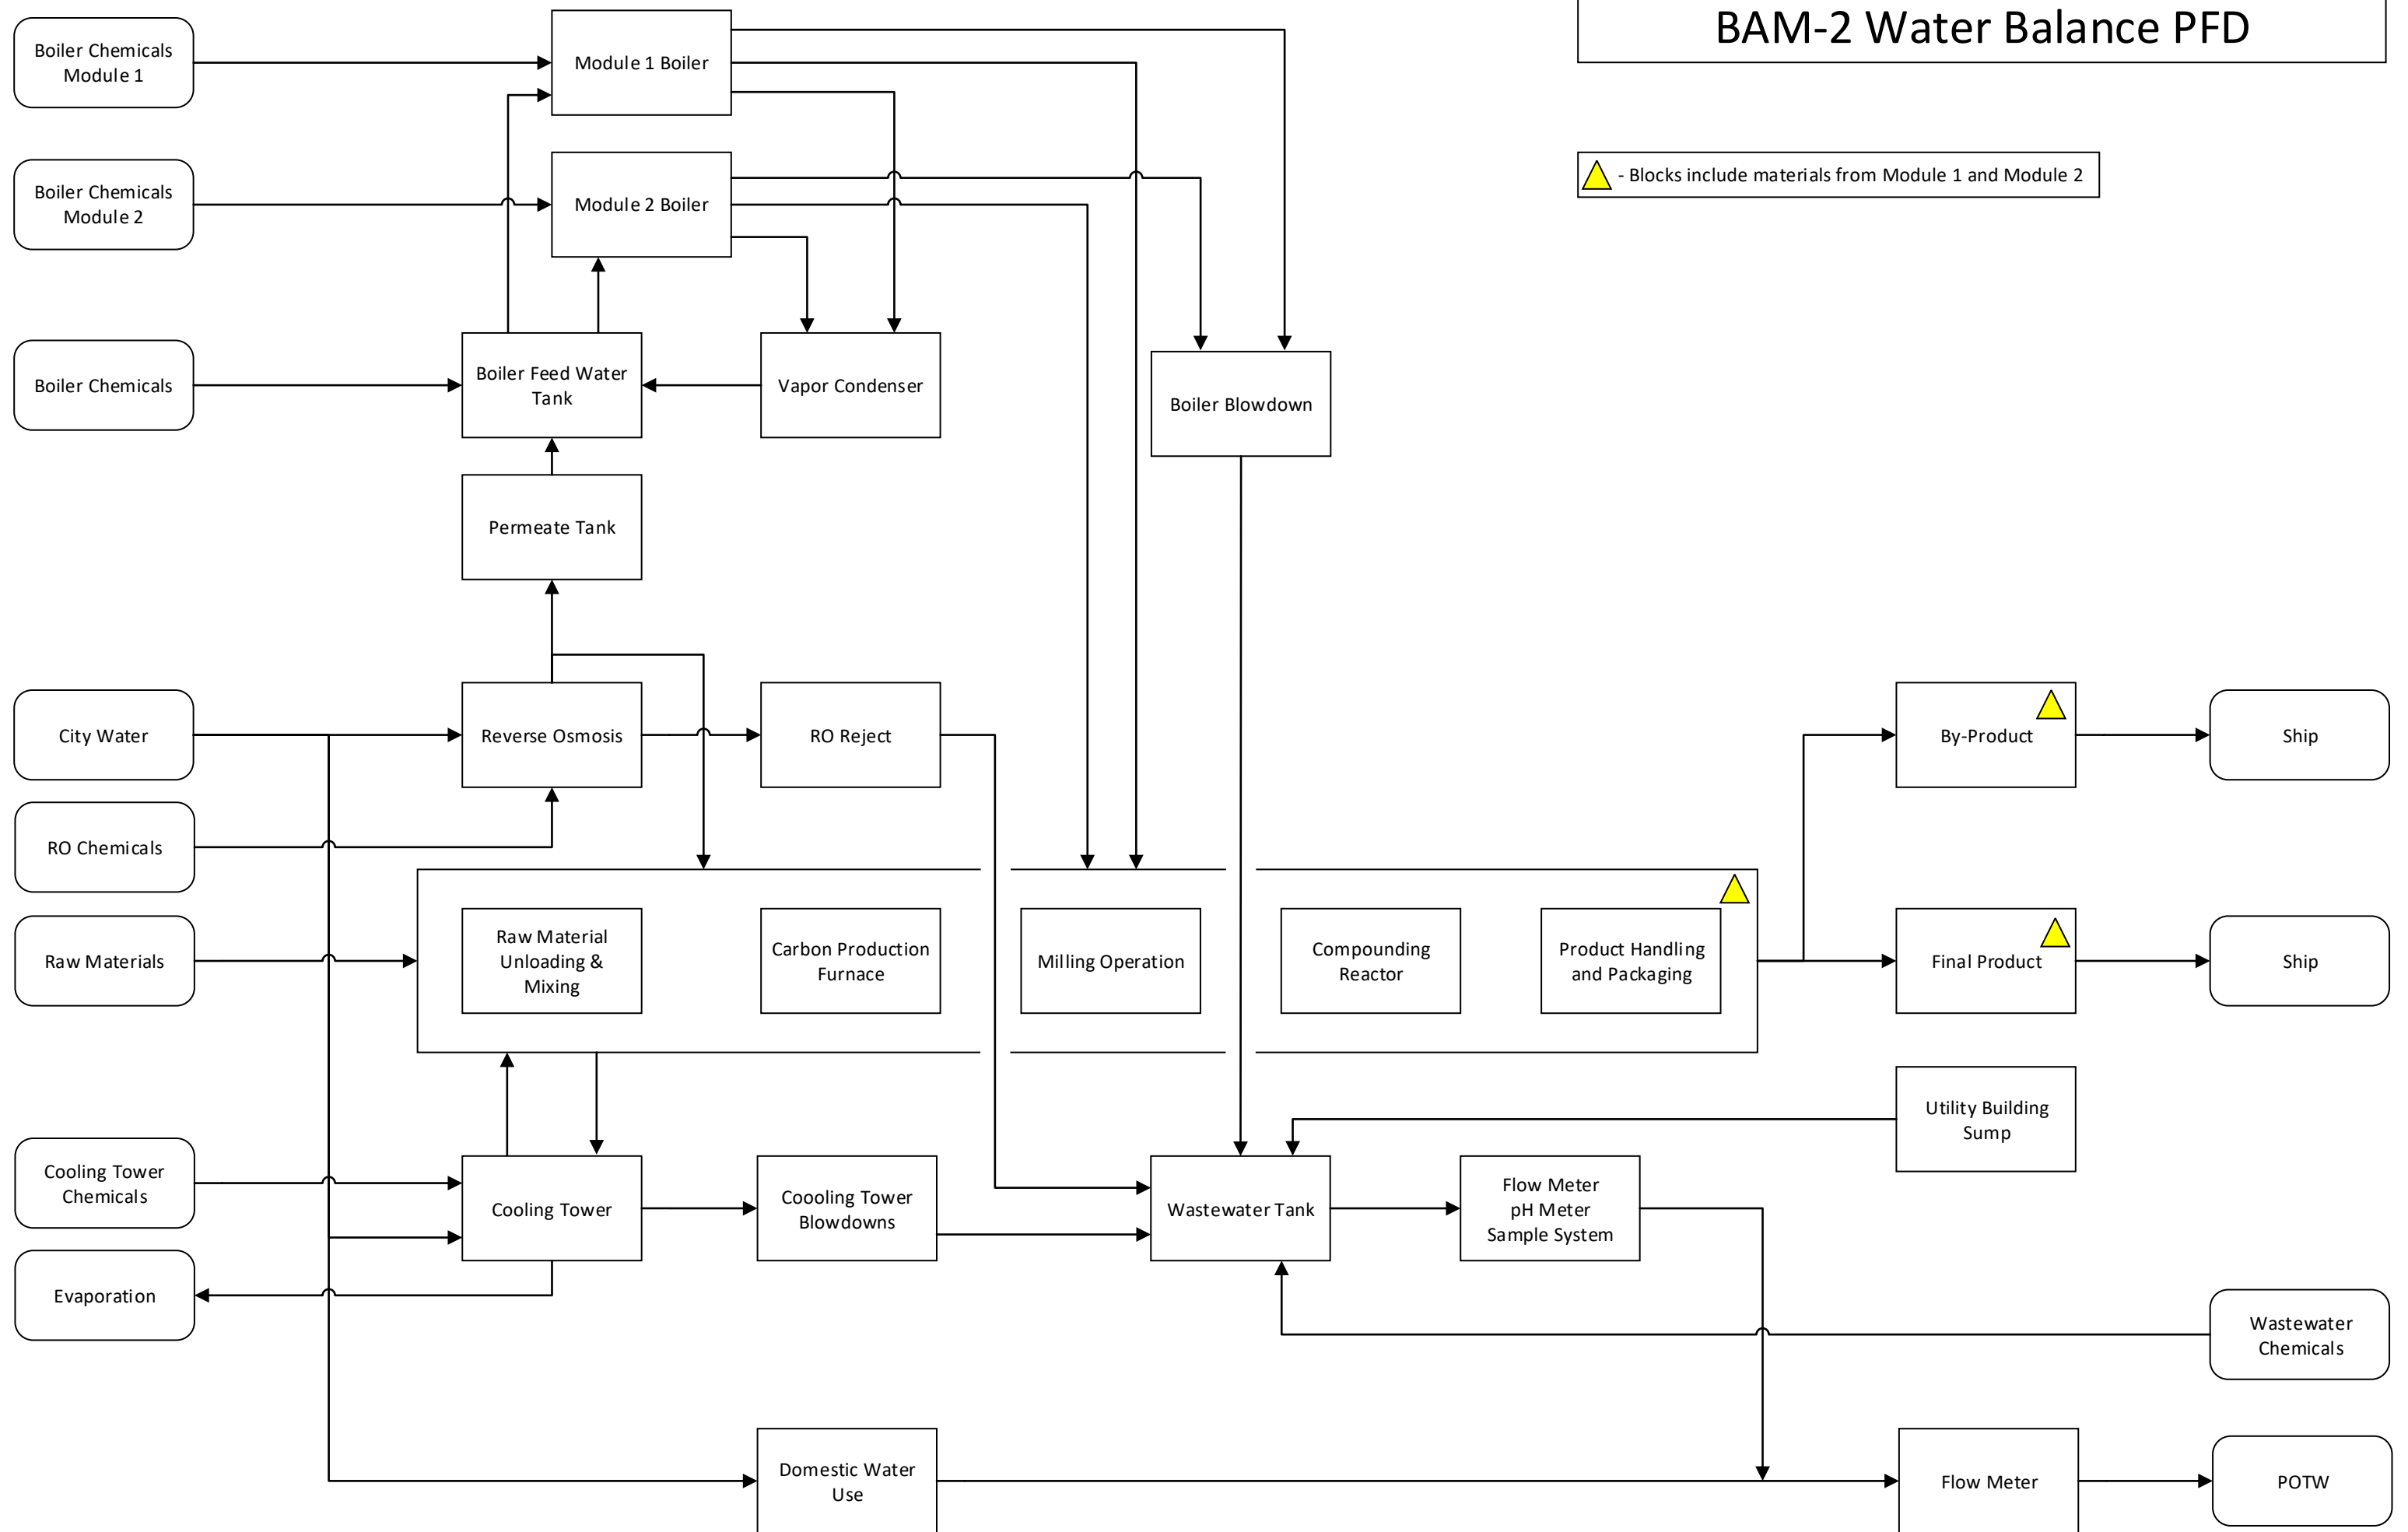 BAM-2 Water Balance PFD
Boiler Chemicals
Module 1
Module 1 Boiler
- Blocks include materials from Module 1 and Module 2
Boiler Chemicals
Module 2
Module 2 Boiler
Boiler Chemicals
Boiler Feed Water
Tank
Vapor Condenser
Boiler Blowdown
Permeate Tank
City Water
Reverse Osmosis
RO Reject
By-Product
Ship
RO Chemicals
Raw Materials
Raw Material
Unloading &
Mixing
Carbon Production
Furnace
Milling Operation
Compounding
Reactor
Product Handling
and Packaging
Final Product
Ship
Utility Building
Sump
Cooling Tower
Chemicals
Cooling Tower
Coooling Tower
Blowdowns
Wastewater Tank
Flow Meter
pH Meter
Sample System
Evaporation
Wastewater
Chemicals
Domestic Water
Use
Flow Meter
POTW